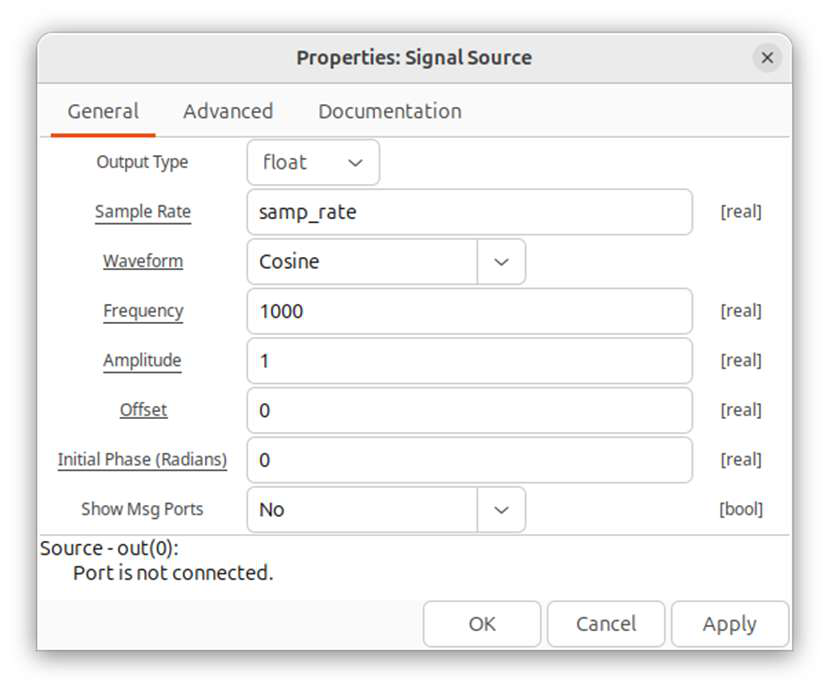 Properties: Signal Source
General Advanced Documentation
Output Type float
Sample Rate samp_rate [real]
Waveform Cosine
Frequency 1000 [real]
Amplitude 1 [real]
Offset 0 [real]
Initial Phase (Radians) 0 [real]
Show Msg Ports No [bool]
Source - out(0):
Port is not connected.
OK Cancel Apply